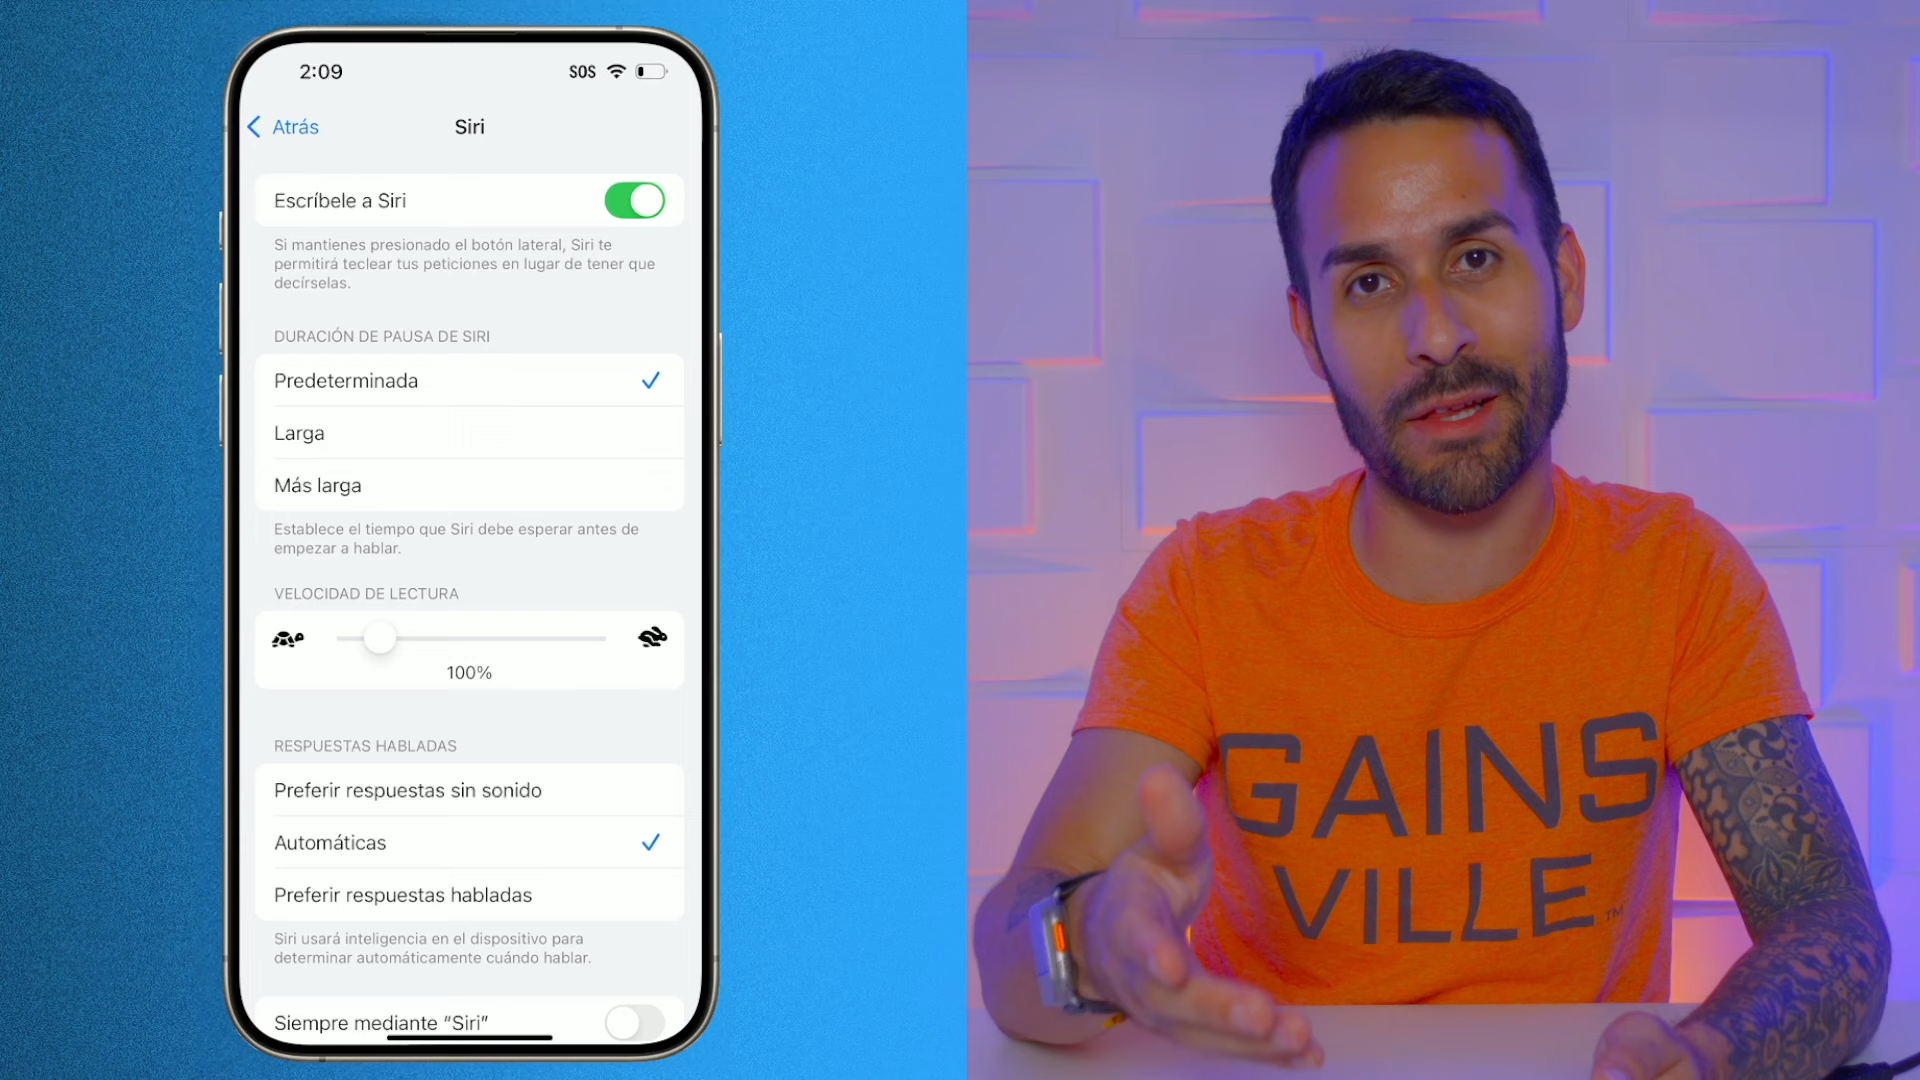 2:09
SOS
Atrás
Siri
Escríbele a Siri
Si mantienes presionado el botón lateral, Siri te
permitirá teclear tus peticiones en lugar de tener que
decírselas.
DURACIÓN DE PAUSA DE SIRI
Predeterminada
Larga
Más larga
Establece el tiempo que Siri debe esperar antes de
empezar a hablar.
VELOCIDAD DE LECTURA
100%
RESPUESTAS HABLADAS
Preferir respuestas sin sonido
Automáticas
Preferir respuestas habladas
Siri usará inteligencia en el dispositivo para
determinar automáticamente cuándo hablar.
Siempre mediante "Siri"
GAINS
VILLE™